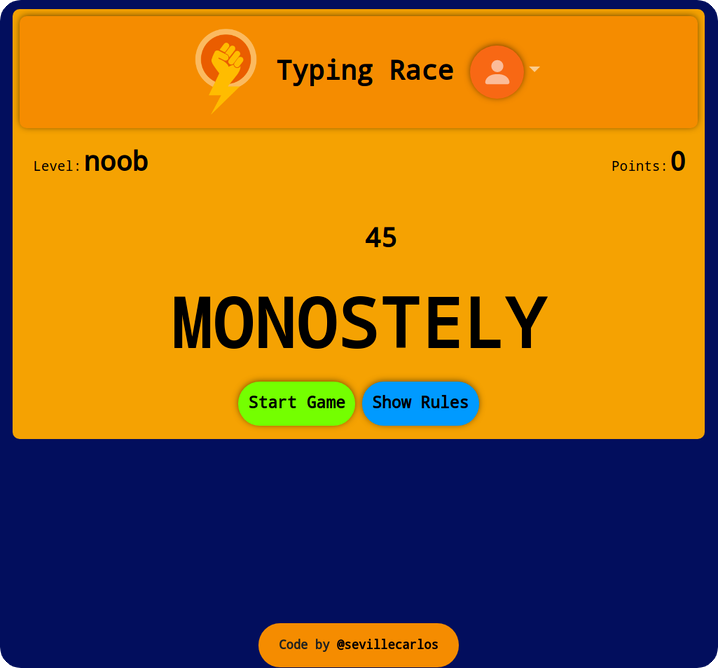 Typing Race
Level: noob
Points: 0
45
MONOSTELY
Start Game
Show Rules
Code by @sevillecarlos